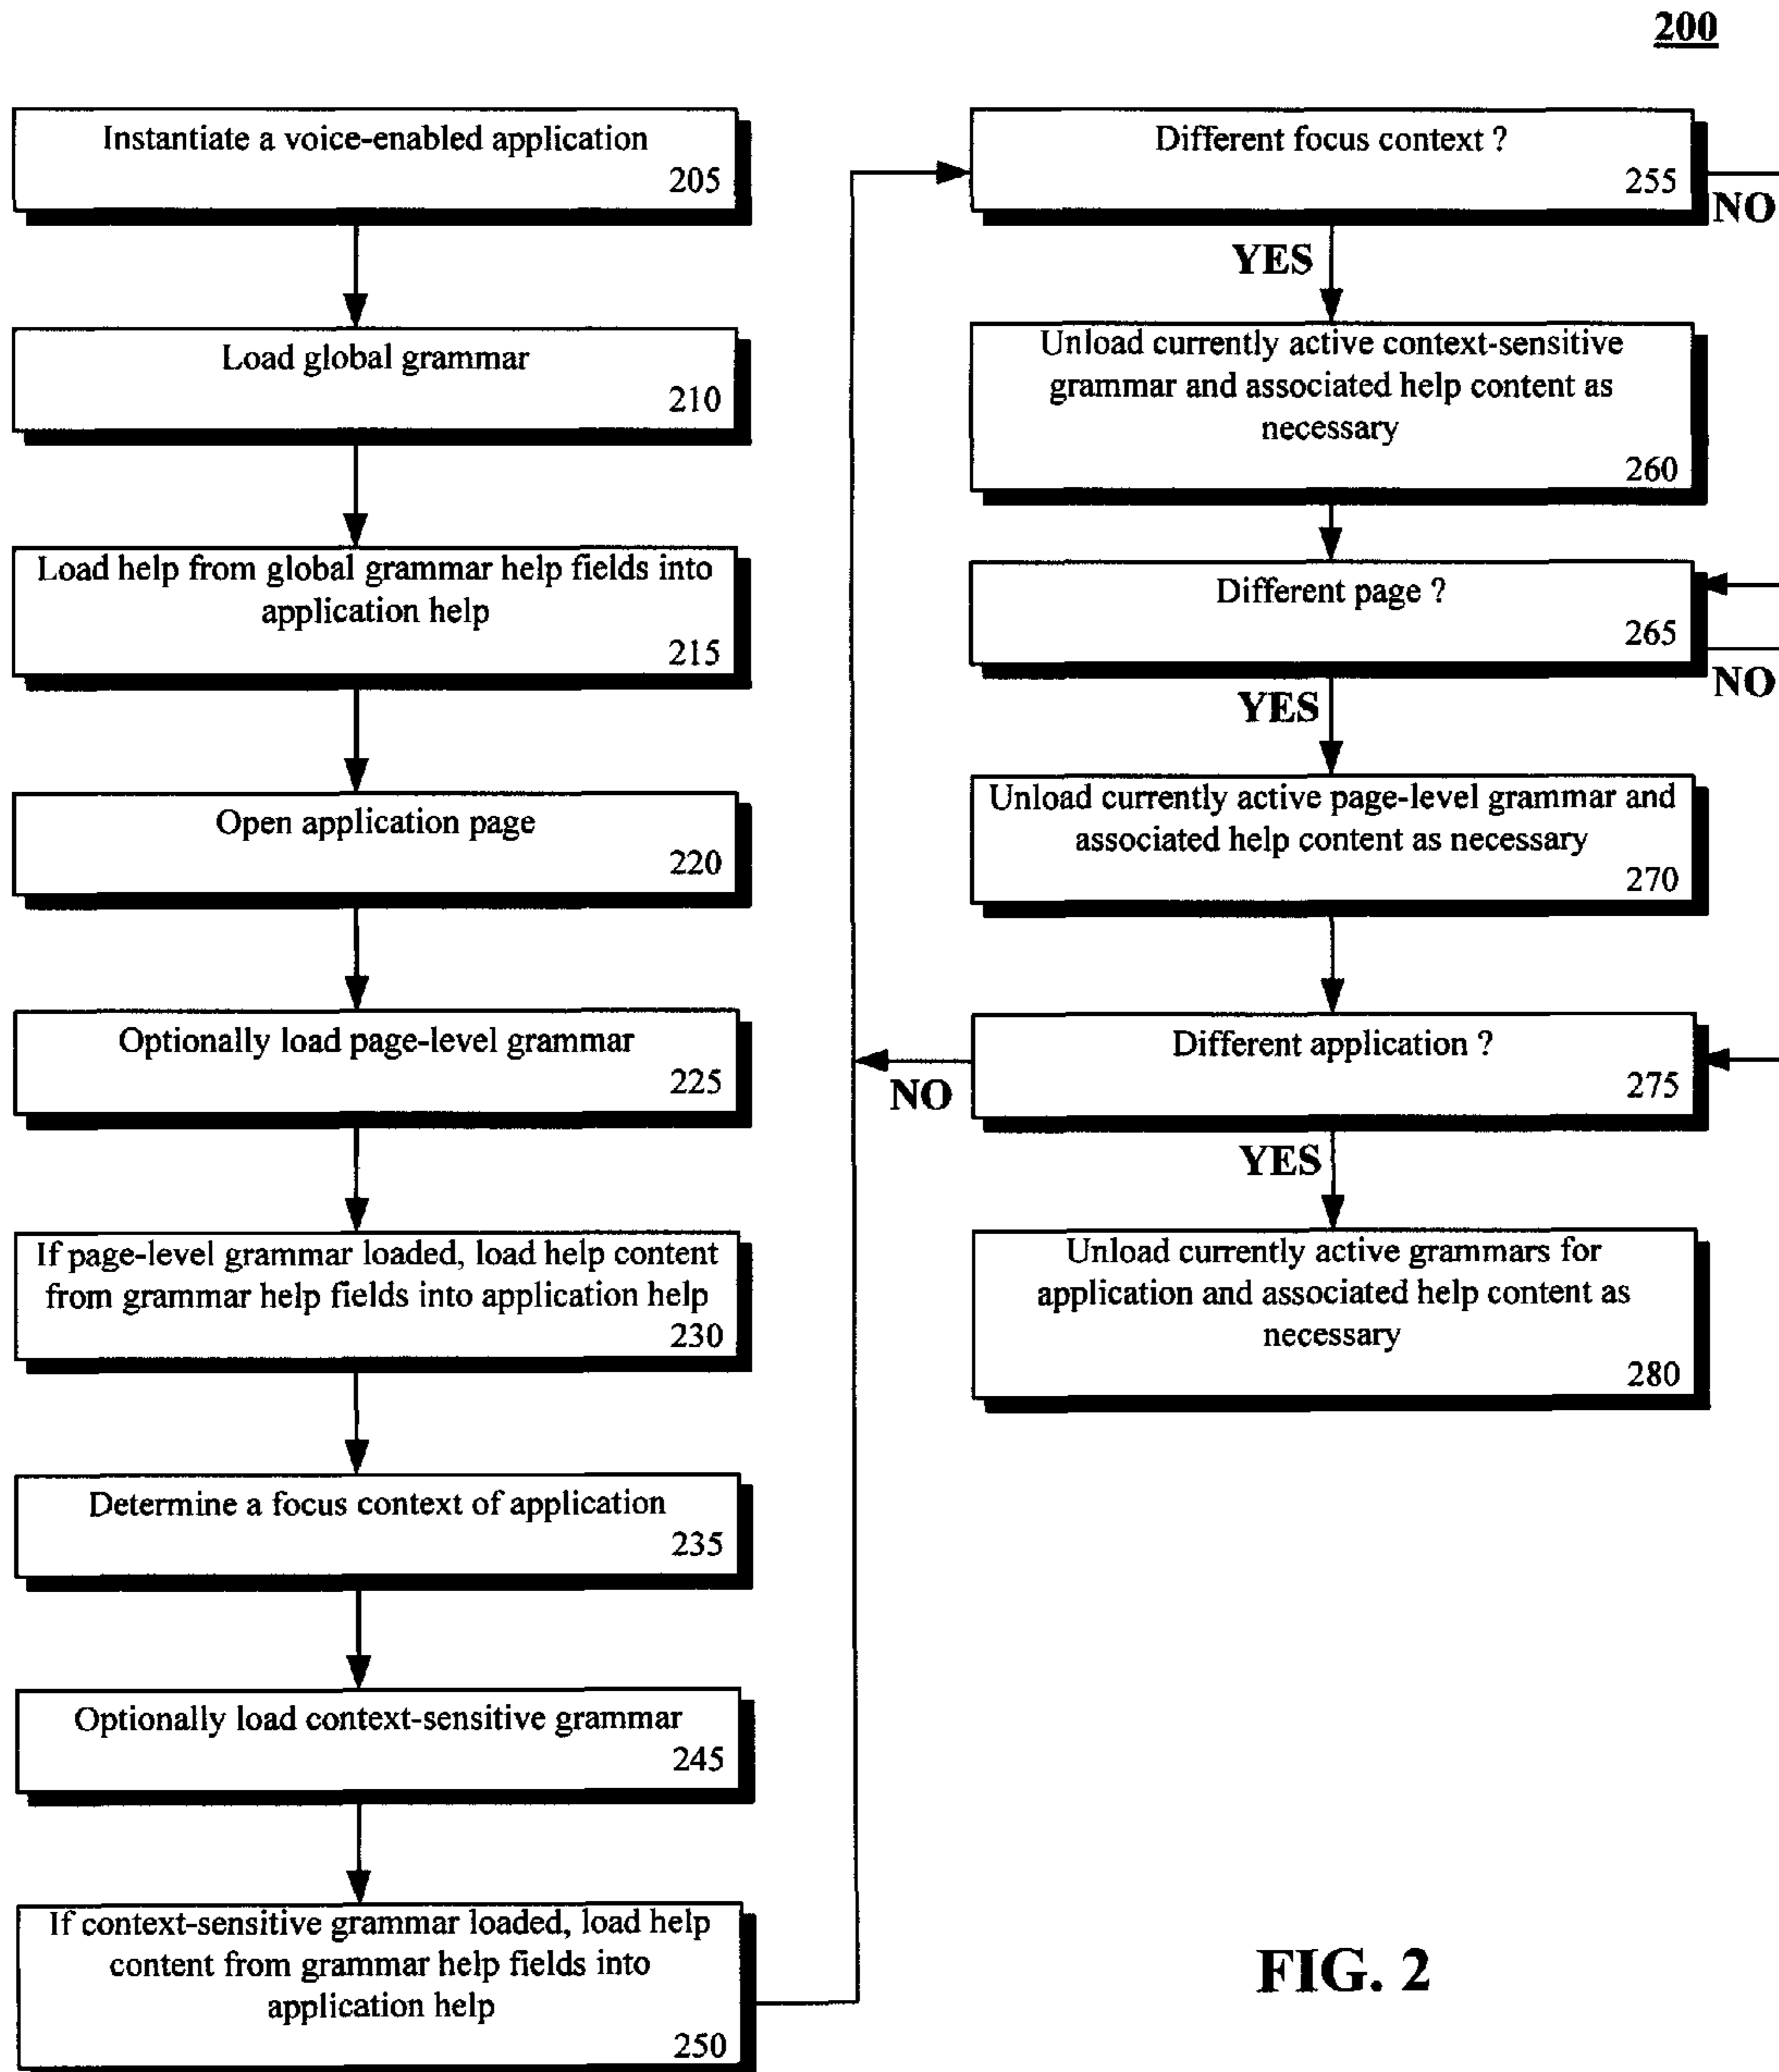 200
Instantiate a voice-enabled application
205
Load global grammar
210
Load help from global grammar help fields into
application help
215
Open application page
220
Optionally load page-level grammar
225
If page-level grammar loaded, load help content
from grammar help fields into application help
230
Determine a focus context of application
235
Optionally load context-sensitive grammar
245
If context-sensitive grammar loaded, load help
content from grammar help fields into
application help
250
Different focus context ?
255
NO
YES
Unload currently active context-sensitive
grammar and associated help content as
necessary
260
Different page ?
265
NO
YES
Unload currently active page-level grammar and
associated help content as necessary
270
Different application ?
275
NO
YES
Unload currently active grammars for
application and associated help content as
necessary
280
FIG. 2